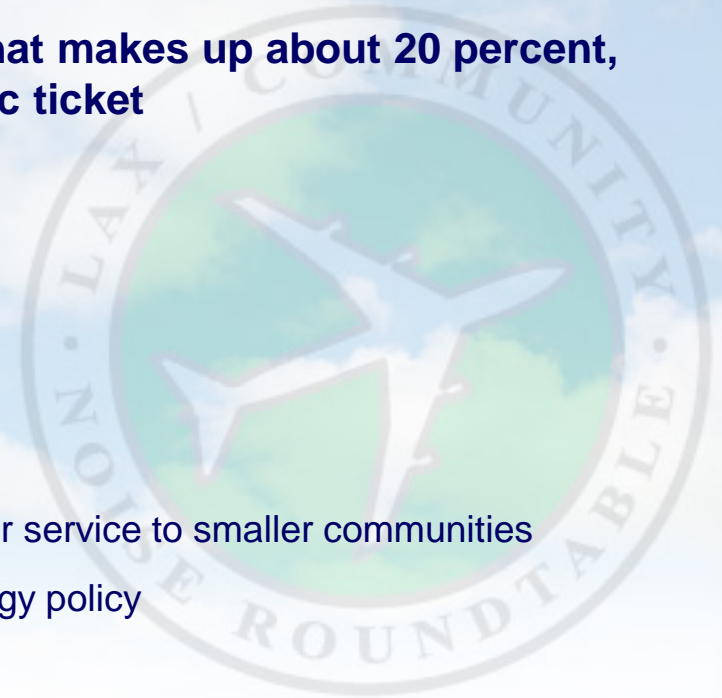 hat makes up about 20 percent,
c ticket
LAX / COMMUNITY
• NOISE ROUNDTABLE •
r service to smaller communities
gy policy